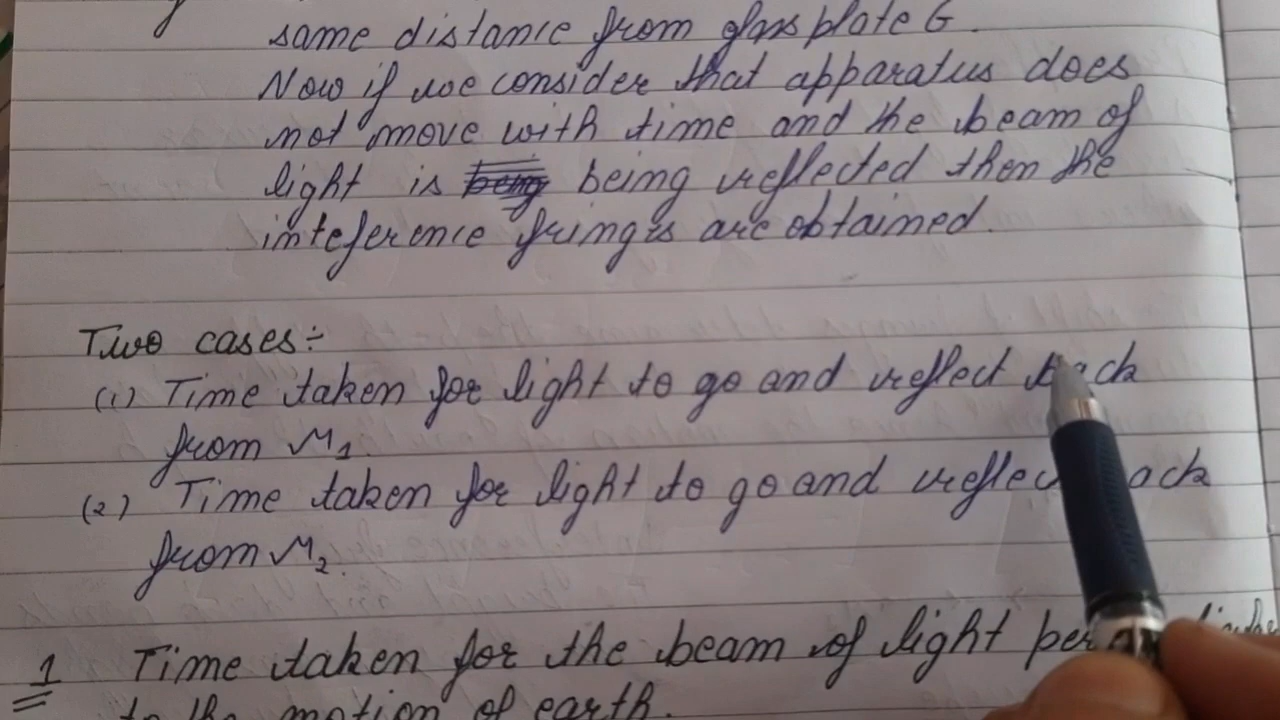 same distance from glass plate G.
Now if we consider that apparatus does
not move with time and the beam of
light is being reflected then the
inteference fringes are obtained.
Two cases:-
(1) Time taken for light to go and reflect back
from M1.
(2) Time taken for light to go and reflect back
from M2.
1 Time taken for the beam of light
to the motion of earth.